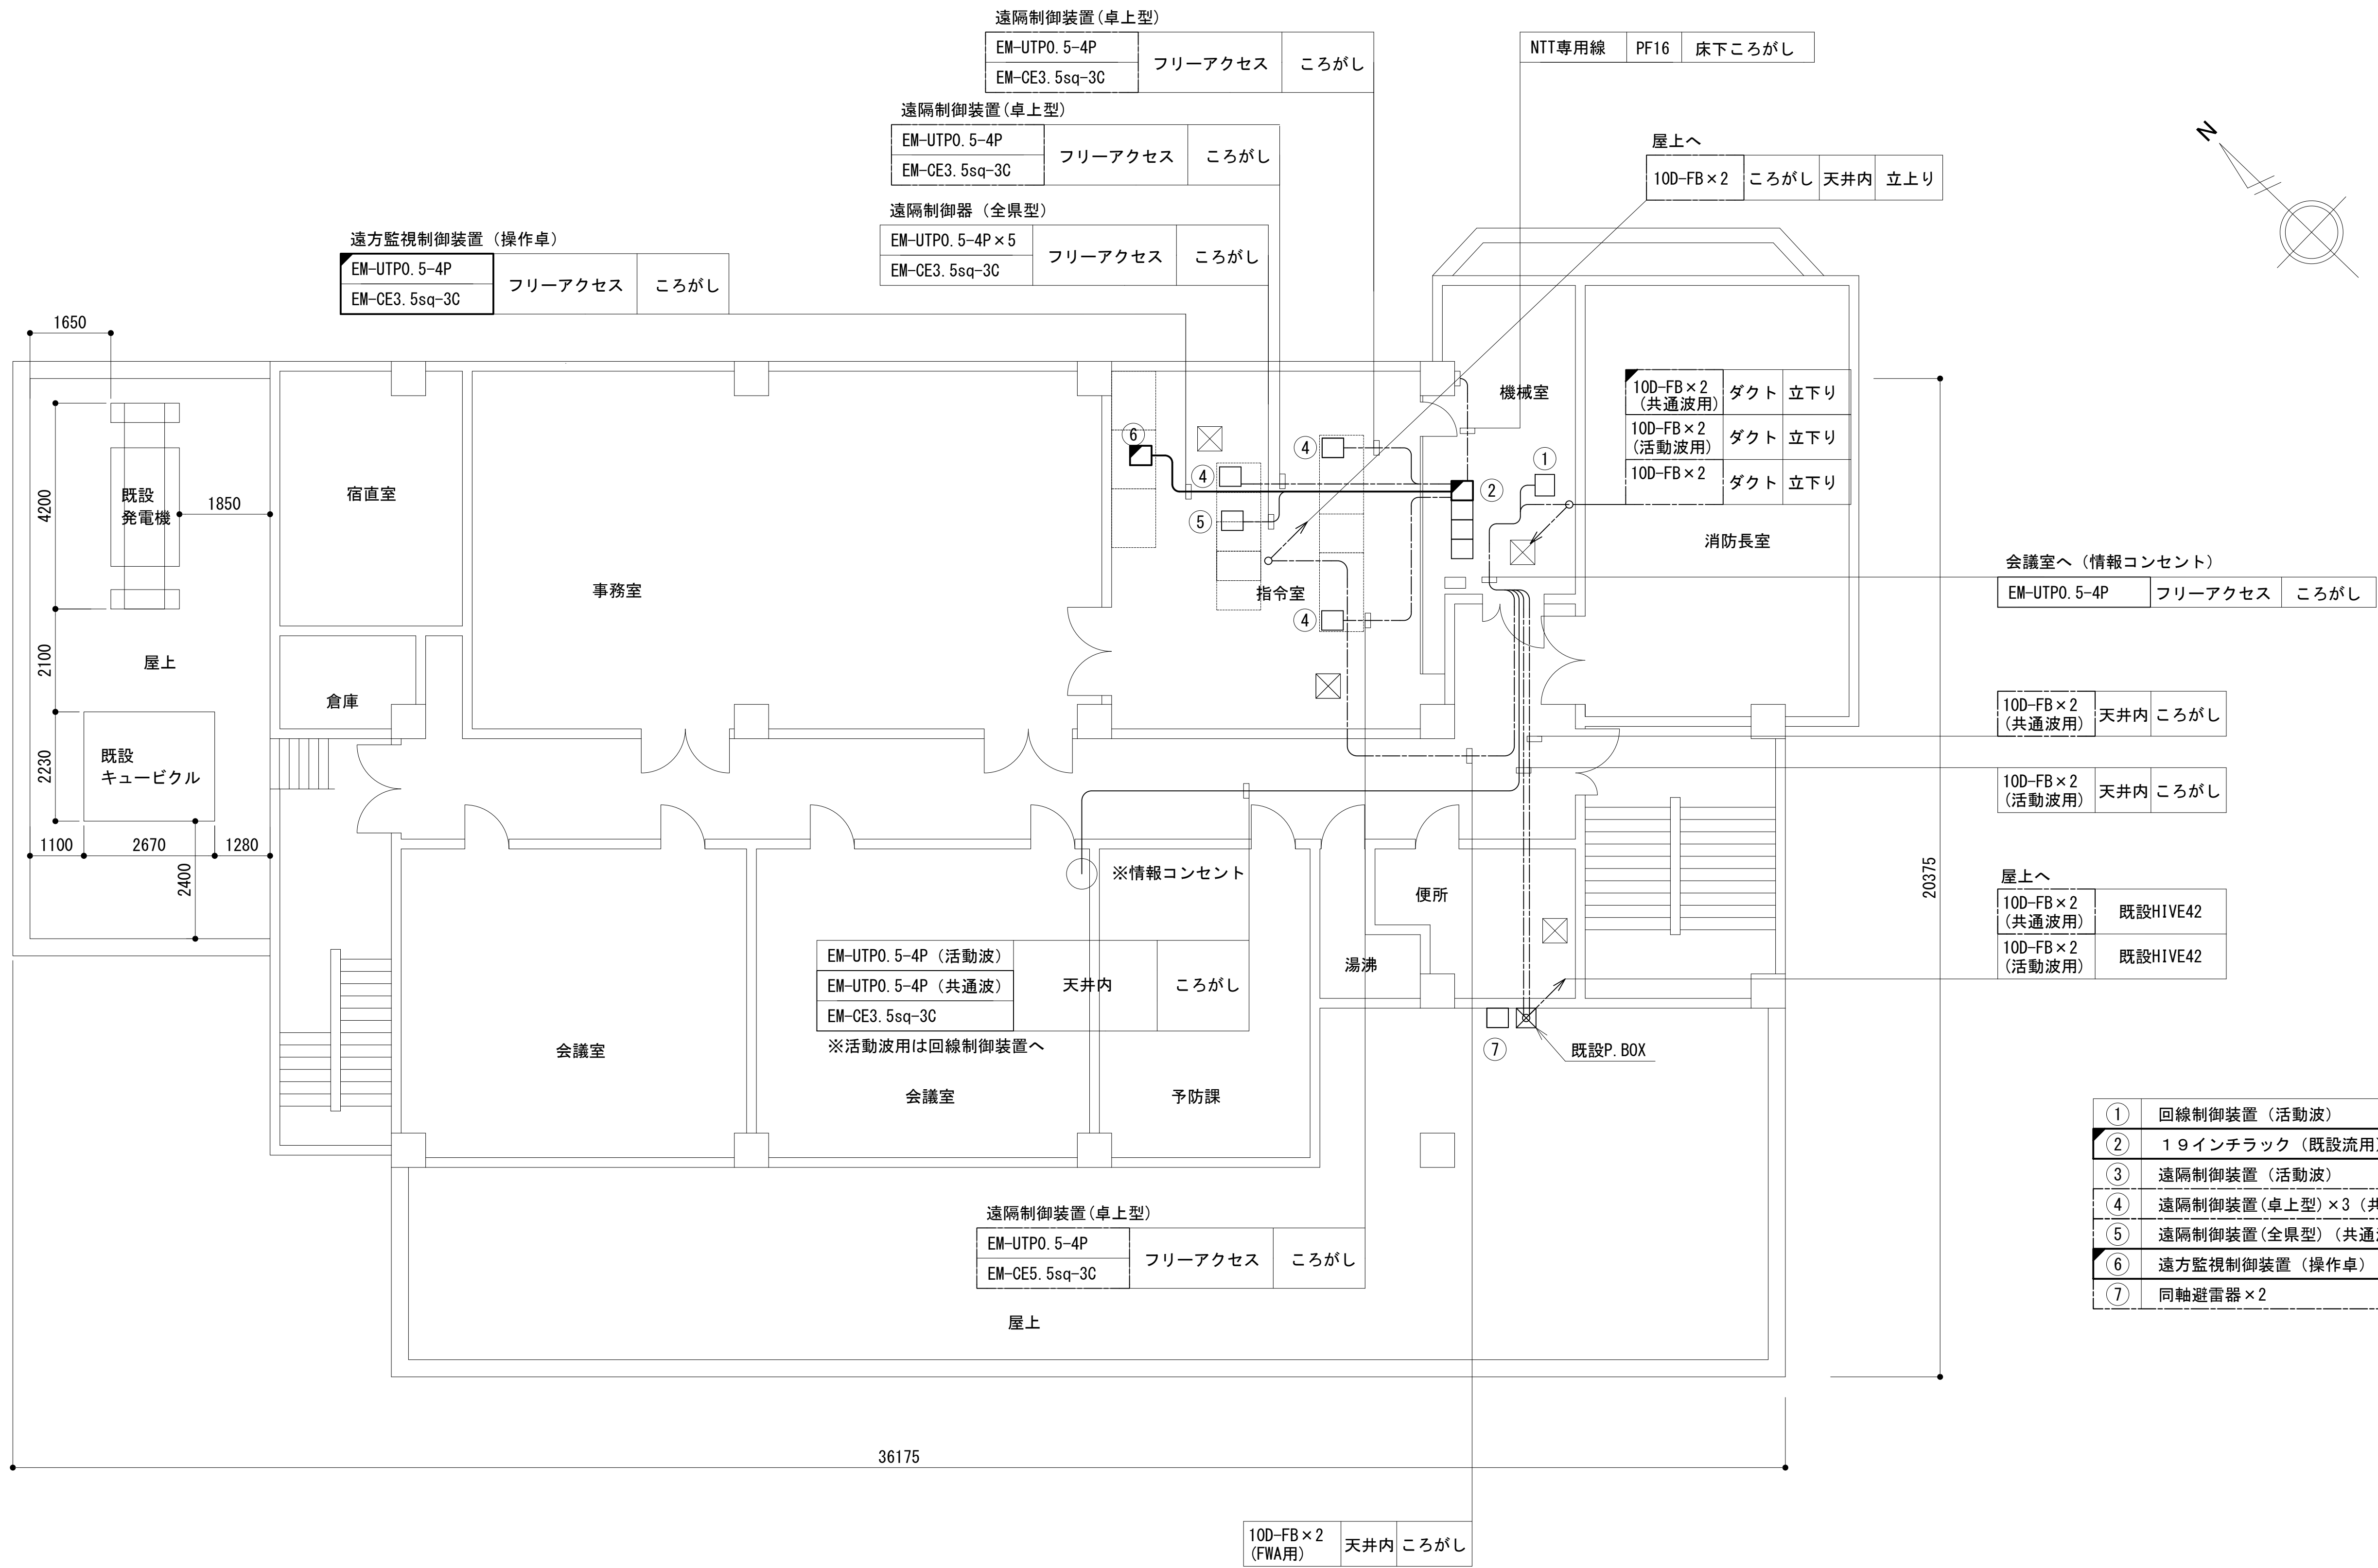 遠隔制御装置(卓上型)
EM-UTP0.5-4P
EM-CE3.5sq-3C
フリーアクセス
ころがし
NTT専用線
PF16
床下ころがし
遠隔制御装置(卓上型)
EM-UTP0.5-4P
EM-CE3.5sq-3C
フリーアクセス
ころがし
屋上へ
10D-FB×2
ころがし
天井内
立上り
N
遠隔制御器（全県型）
EM-UTP0.5-4P×5
EM-CE3.5sq-3C
フリーアクセス
ころがし
遠方監視制御装置（操作卓）
EM-UTP0.5-4P
EM-CE3.5sq-3C
フリーアクセス
ころがし
1650
4200
2100
2230
1850
1100
2670
1280
2400
既設
発電機
屋上
既設
キュービクル
宿直室
倉庫
事務室
指令室
機械室
消防長室
⑥
④
⑤
④
④
②
①
10D-FB×2
（共通波用）
ダクト
立下り
10D-FB×2
(活動波用)
ダクト
立下り
10D-FB×2
ダクト
立下り
会議室へ（情報コンセント）
EM-UTP0.5-4P
フリーアクセス
ころがし
10D-FB×2
(共通波用)
天井内
ころがし
10D-FB×2
(活動波用)
天井内
ころがし
屋上へ
10D-FB×2
(共通波用)
既設HIVE42
10D-FB×2
(活動波用)
既設HIVE42
20375
※情報コンセント
便所
湯沸
EM-UTP0.5-4P（活動波）
EM-UTP0.5-4P（共通波）
EM-CE3.5sq-3C
天井内
ころがし
※活動波用は回線制御装置へ
会議室
会議室
予防課
⑦
既設P.BOX
① 回線制御装置（活動波）
② １９インチラック（既設流用）
③ 遠隔制御装置（活動波）
④ 遠隔制御装置(卓上型)×3（共
⑤ 遠隔制御装置(全県型)（共通
⑥ 遠方監視制御装置（操作卓）
⑦ 同軸避雷器×2
遠隔制御装置(卓上型)
EM-UTP0.5-4P
EM-CE5.5sq-3C
フリーアクセス
ころがし
屋上
36175
10D-FB×2
(FWA用)
天井内
ころがし